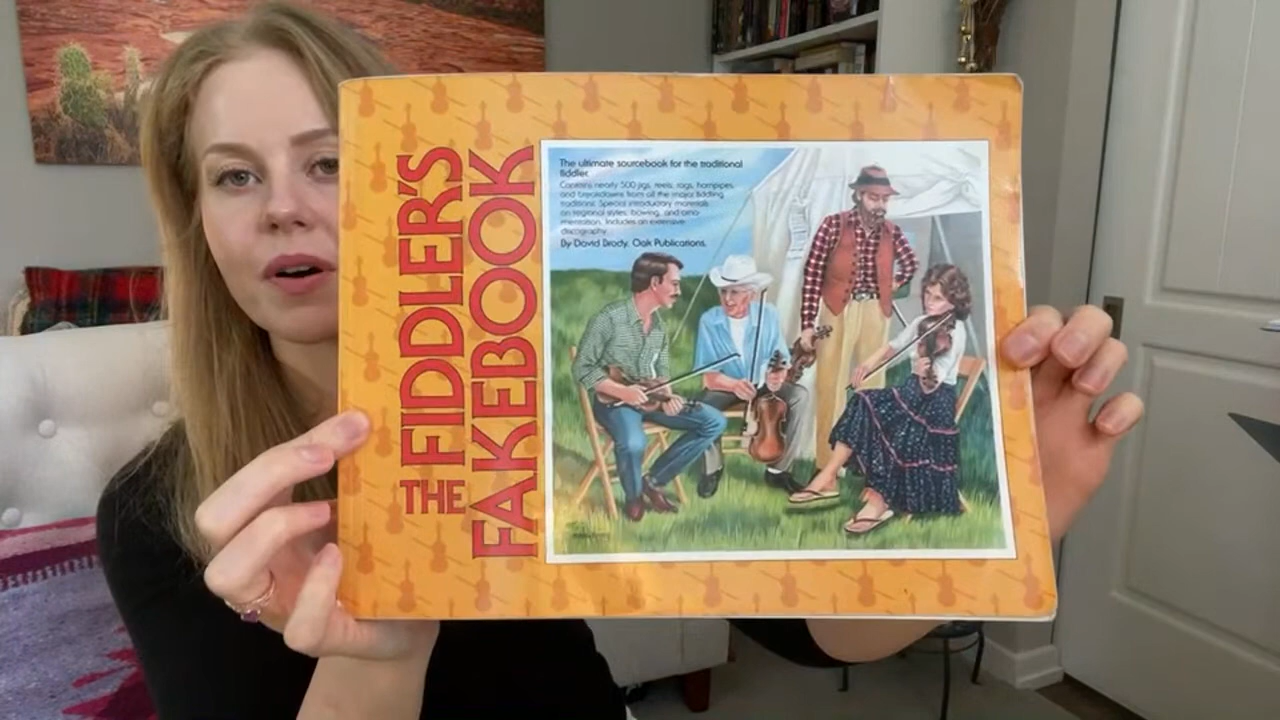 THE FIDDLER'S
FAKEBOOK
The ultimate sourcebook for the traditional
fiddler.
Contains nearly 500 jigs, reels, rags, hornpipes
and breakdowns from all the major fiddling
traditions. Special introductory materials
on regional styles, bowing, and orna-
mentation. Includes an extensive
discography.
By David Brody. Oak Publications.